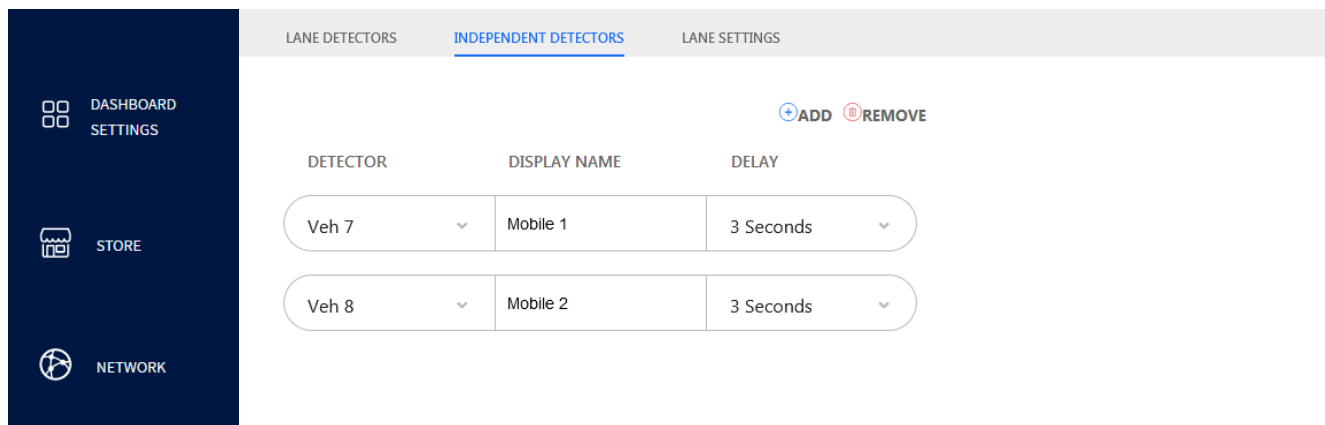 LANE DETECTORS INDEPENDENT DETECTORS LANE SETTINGS
DASHBOARD
SETTINGS
STORE
NETWORK
ADD REMOVE
DETECTOR DISPLAY NAME DELAY
Veh 7 Mobile 1 3 Seconds
Veh 8 Mobile 2 3 Seconds